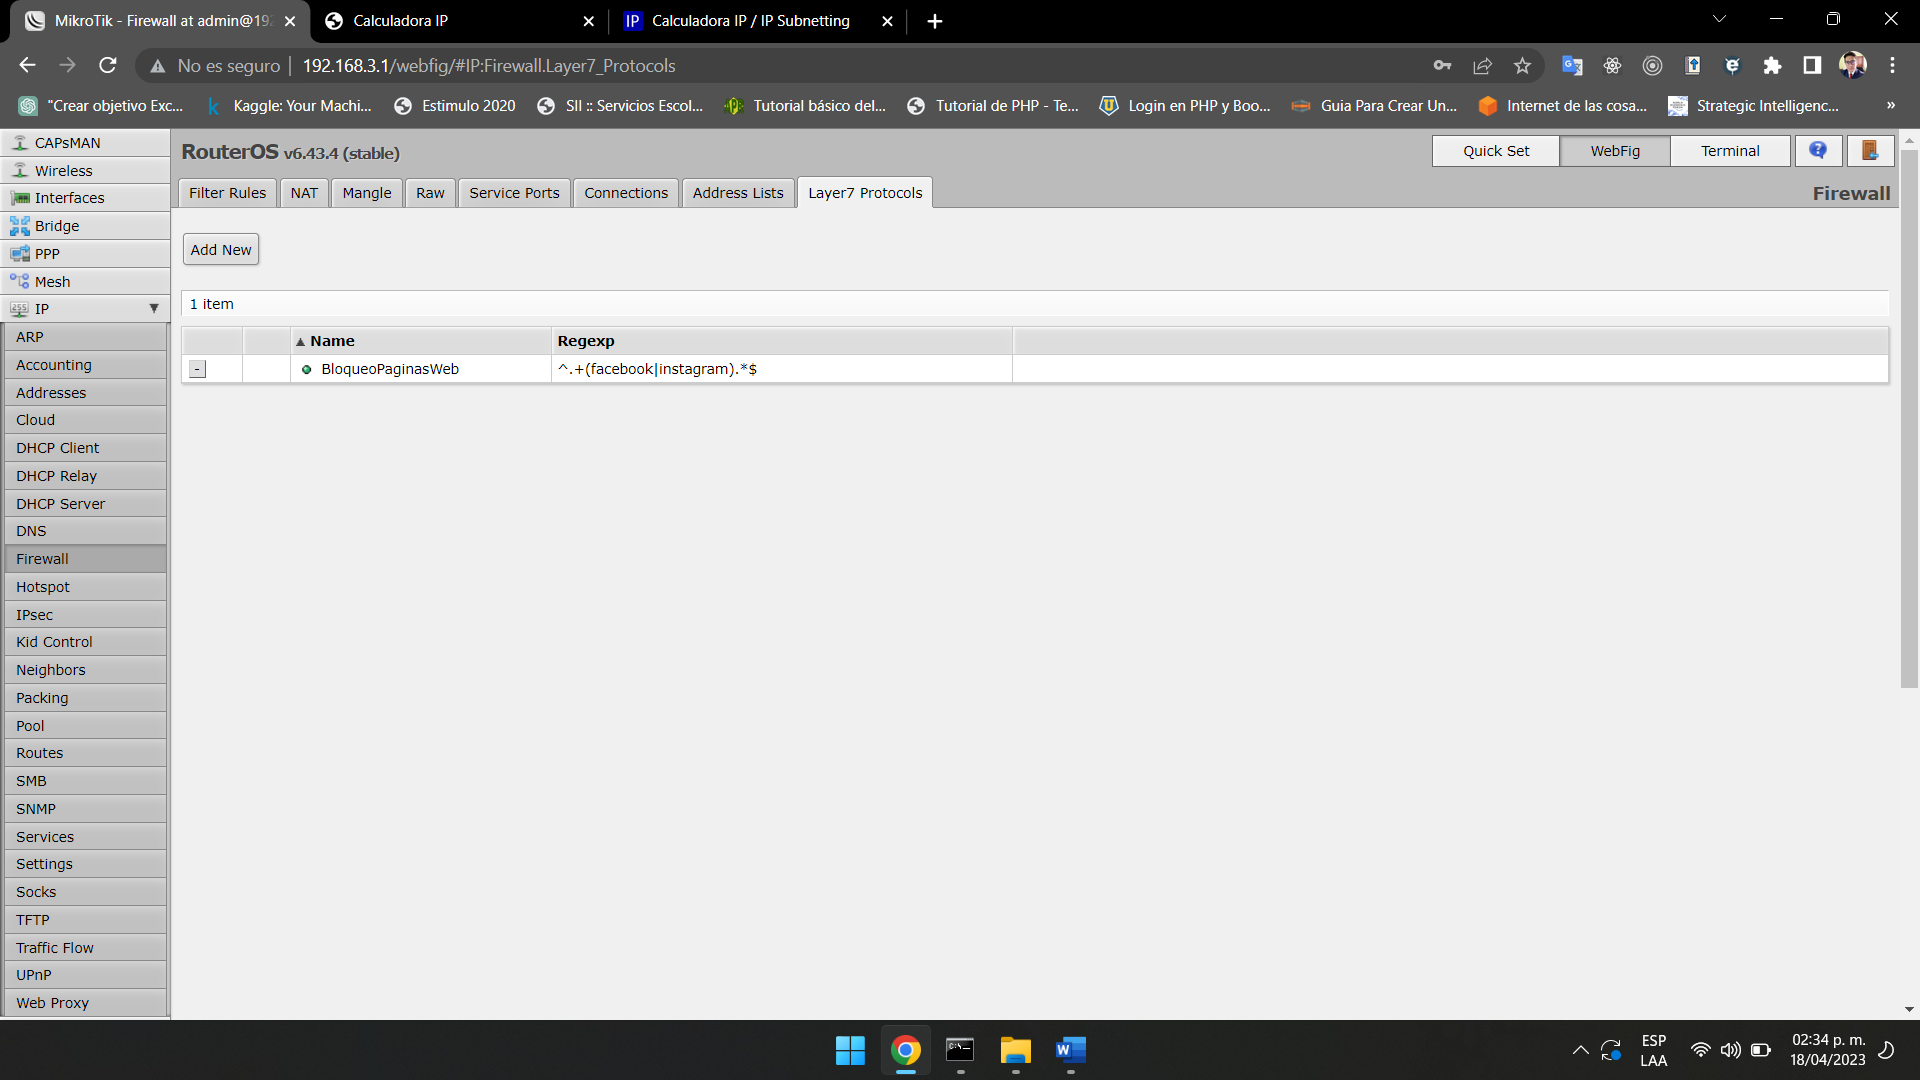 MikroTik - Firewall at admin@192
Calculadora IP
IP Calculadora IP / IP Subnetting
No es seguro 192.168.3.1/webfig/#IP:Firewall.Layer7_Protocols
"Crear objetivo Exc...
Kaggle: Your Machi...
Estimulo 2020
SII :: Servicios Escol...
Tutorial básico del...
Tutorial de PHP - Te...
Login en PHP y Boo...
Guia Para Crear Un...
Internet de las cosa...
Strategic Intelligenc...
»
CAPsMAN
Wireless
Interfaces
Bridge
PPP
Mesh
IP
ARP
Accounting
Addresses
Cloud
DHCP Client
DHCP Relay
DHCP Server
DNS
Firewall
Hotspot
IPsec
Kid Control
Neighbors
Packing
Pool
Routes
SMB
SNMP
Services
Settings
Socks
TFTP
Traffic Flow
UPnP
Web Proxy
RouterOS v6.43.4 (stable)
Quick Set WebFig Terminal
Filter Rules NAT Mangle Raw Service Ports Connections Address Lists Layer7 Protocols
Firewall
Add New
1 item
▲ Name Regexp
- BloqueoPaginasWeb ^.+(facebook|instagram).*$
ESP
LAA
02:34 p. m.
18/04/2023